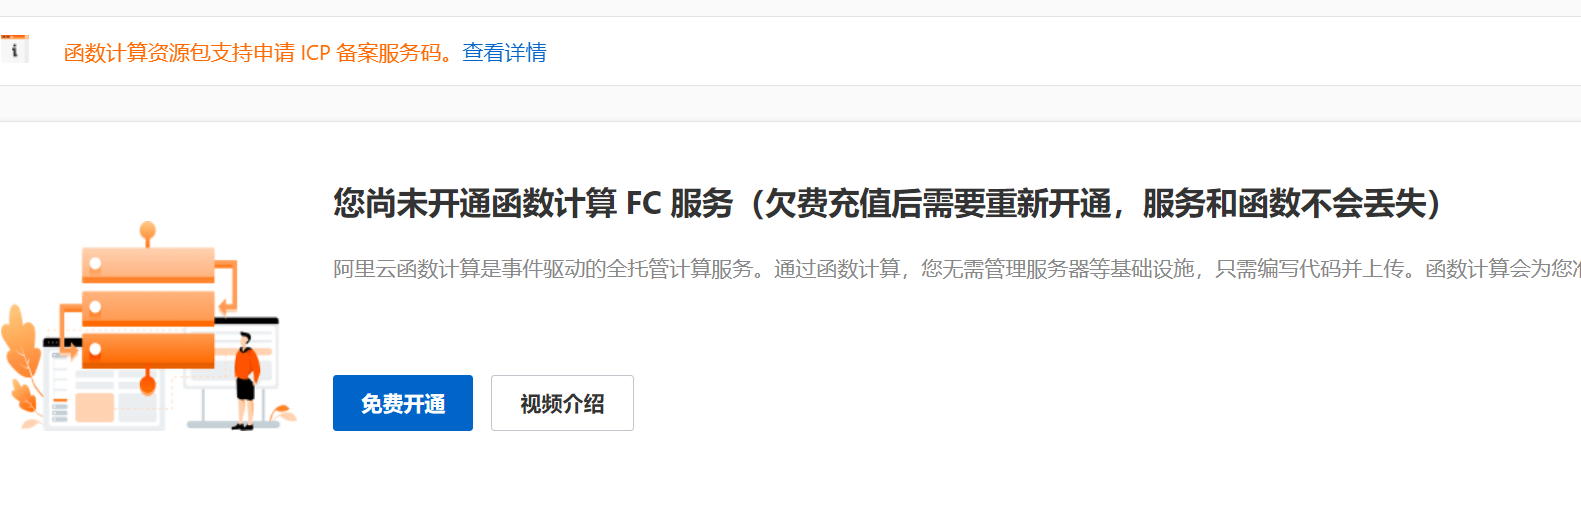 函数计算资源包支持申请 ICP 备案服务码。查看详情
您尚未开通函数计算 FC 服务（欠费充值后需要重新开通，服务和函数不会丢失）
阿里云函数计算是事件驱动的全托管计算服务。通过函数计算，您无需管理服务器等基础设施，只需编写代码并上传。函数计算会为您
免费开通 视频介绍